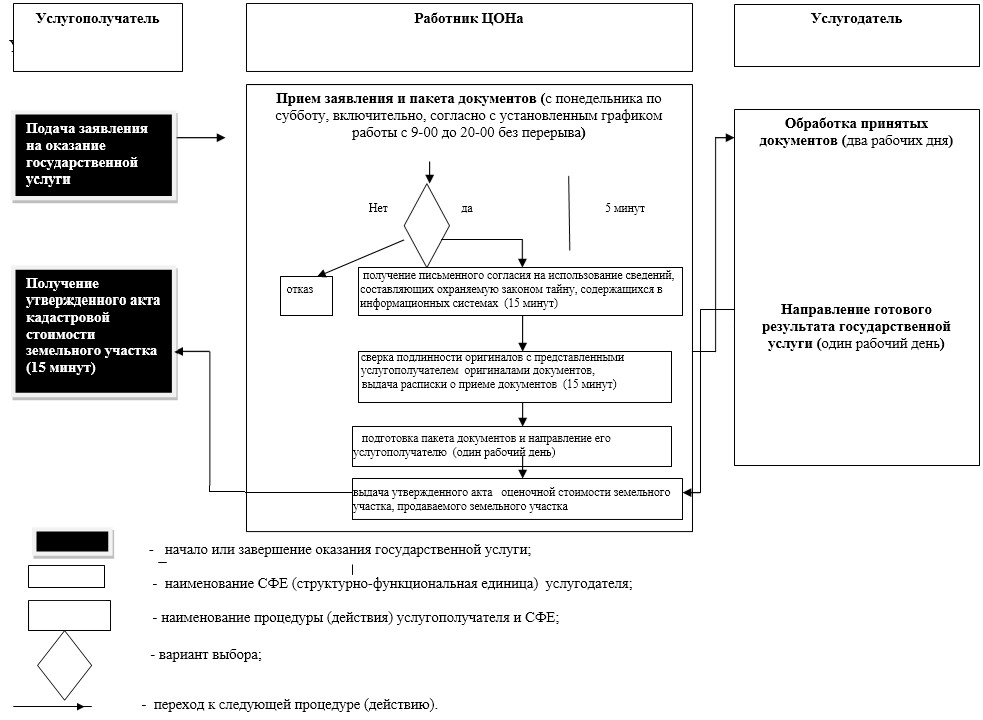 Услугополучатель
Работник ЦОНа
Услугодатель
Прием заявления и пакета документов (с понедельника по
субботу, включительно, согласно с установленным графиком
работы с 9-00 до 20-00 без перерыва)
Подача заявления
на оказание
государственной
услуги
Обработка принятых
документов (два рабочих дня)
Нет
да
5 минут
Получение
утвержденного акта
кадастровой
стоимости
земельного участка
(15 минут)
отказ
получение письменного согласия на использование сведений,
составляющих охраняемую законом тайну, содержащихся в
информационных системах (15 минут)
Направление готового
результата государственной
услуги (один рабочий день)
сверка подлинности оригиналов с представленными
услугополучателем оригиналами документов,
выдача расписки о приеме документов (15 минут)
подготовка пакета документов и направление его
услугополучателю (один рабочий день)
выдача утвержденного акта оценочной стоимости земельного
участка, продаваемого земельного участка
- начало или завершение оказания государственной услуги;
- наименование СФЕ (структурно-функциональная единица) услугодателя;
- наименование процедуры (действия) услугополучателя и СФЕ;
- вариант выбора;
- переход к следующей процедуре (действию).